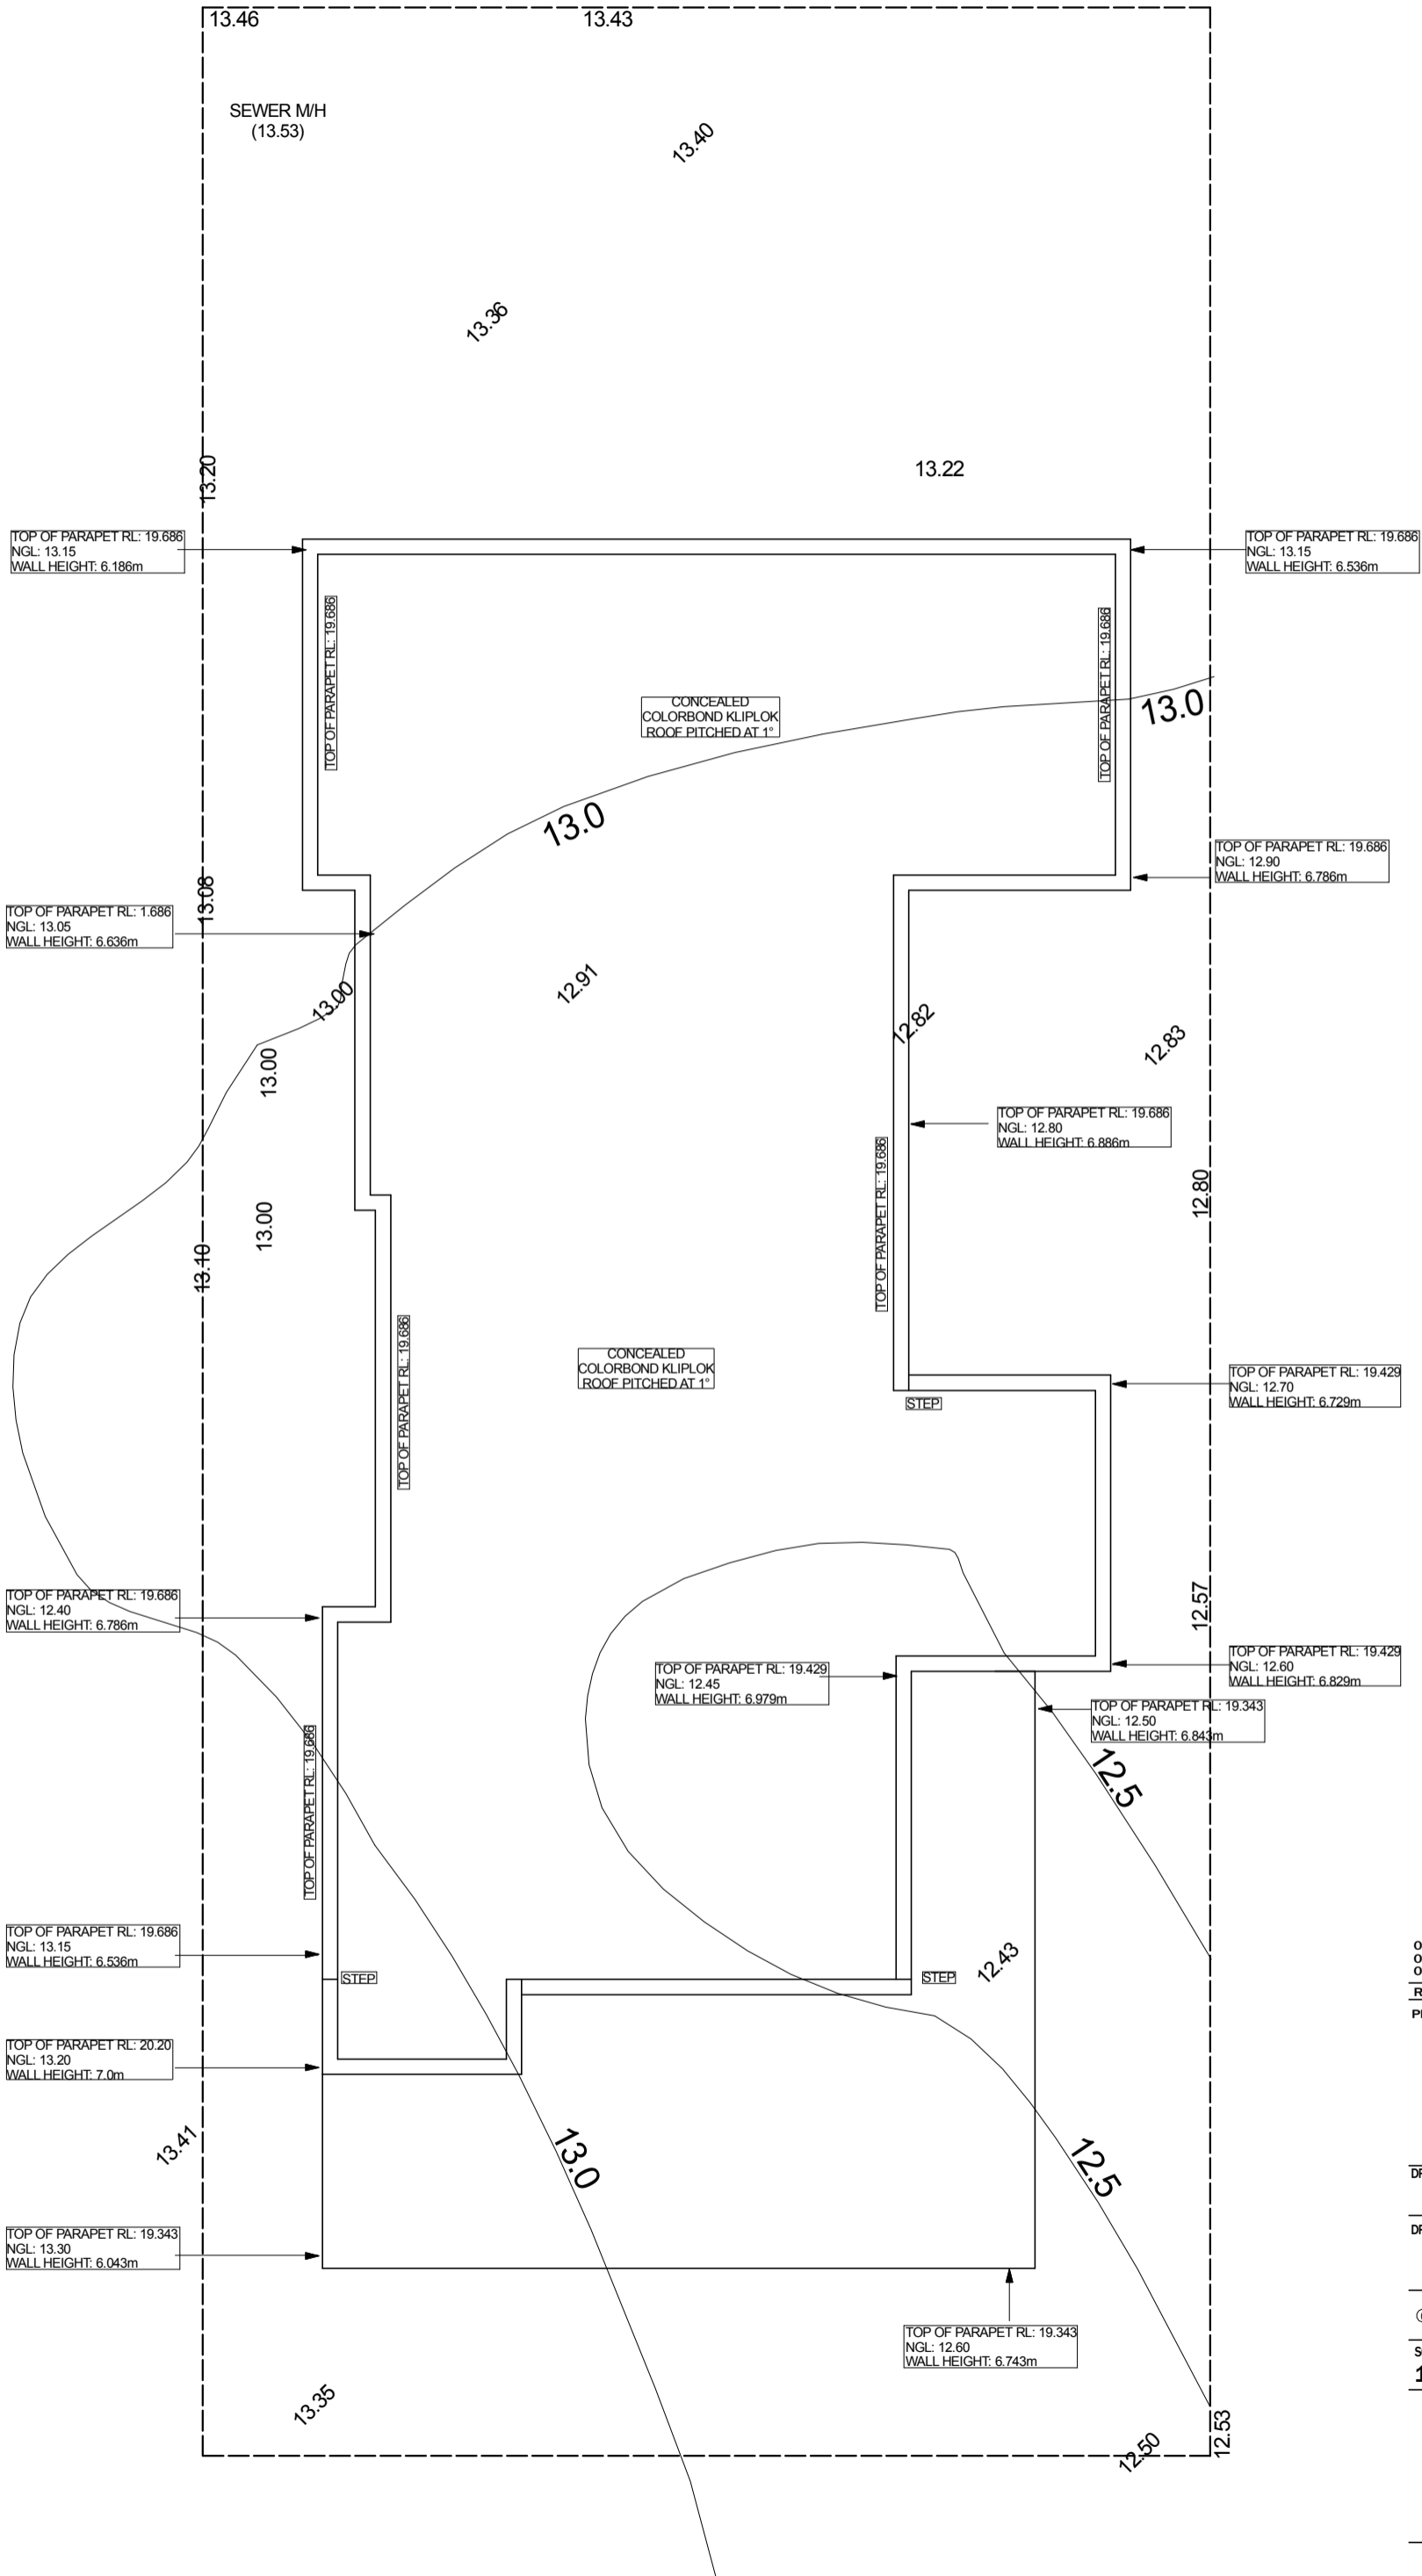 13.46
13.43
SEWER M/H
(13.53)
13.40
13.36
13.20
13.22
TOP OF PARAPET RL: 19.686
NGL: 13.15
WALL HEIGHT: 6.186m
TOP OF PARAPET RL: 19.686
NGL: 13.15
WALL HEIGHT: 6.536m
TOP OF PARAPET RL: 19.686
TOP OF PARAPET RL: 19.686
CONCEALED
COLORBOND KLIPLOK
ROOF PITCHED AT 1°
13.0
13.0
TOP OF PARAPET RL: 19.686
NGL: 12.90
WALL HEIGHT: 6.786m
13.08
TOP OF PARAPET RL: 1.686
NGL: 13.05
WALL HEIGHT: 6.636m
13.00
12.91
12.82
12.83
13.00
TOP OF PARAPET RL: 19.686
NGL: 12.80
WALL HEIGHT: 6.886m
TOP OF PARAPET RL: 19.686
12.80
13.00
13.10
TOP OF PARAPET RL: 19.686
CONCEALED
COLORBOND KLIPLOK
ROOF PITCHED AT 1°
TOP OF PARAPET RL: 19.429
NGL: 12.70
WALL HEIGHT: 6.729m
STEP
12.57
TOP OF PARAPET RL: 19.686
NGL: 12.40
WALL HEIGHT: 6.786m
TOP OF PARAPET RL: 19.429
NGL: 12.45
WALL HEIGHT: 6.979m
TOP OF PARAPET RL: 19.429
NGL: 12.60
WALL HEIGHT: 6.829m
TOP OF PARAPET RL: 19.343
NGL: 12.50
WALL HEIGHT: 6.843m
TOP OF PARAPET RL: 19.686
12.5
TOP OF PARAPET RL: 19.686
NGL: 13.15
WALL HEIGHT: 6.536m
STEP
STEP
12.43
TOP OF PARAPET RL: 20.20
NGL: 13.20
WALL HEIGHT: 7.0m
13.41
13.0
12.5
TOP OF PARAPET RL: 19.343
NGL: 13.30
WALL HEIGHT: 6.043m
TOP OF PARAPET RL: 19.343
NGL: 12.60
WALL HEIGHT: 6.743m
13.35
12.50
12.53